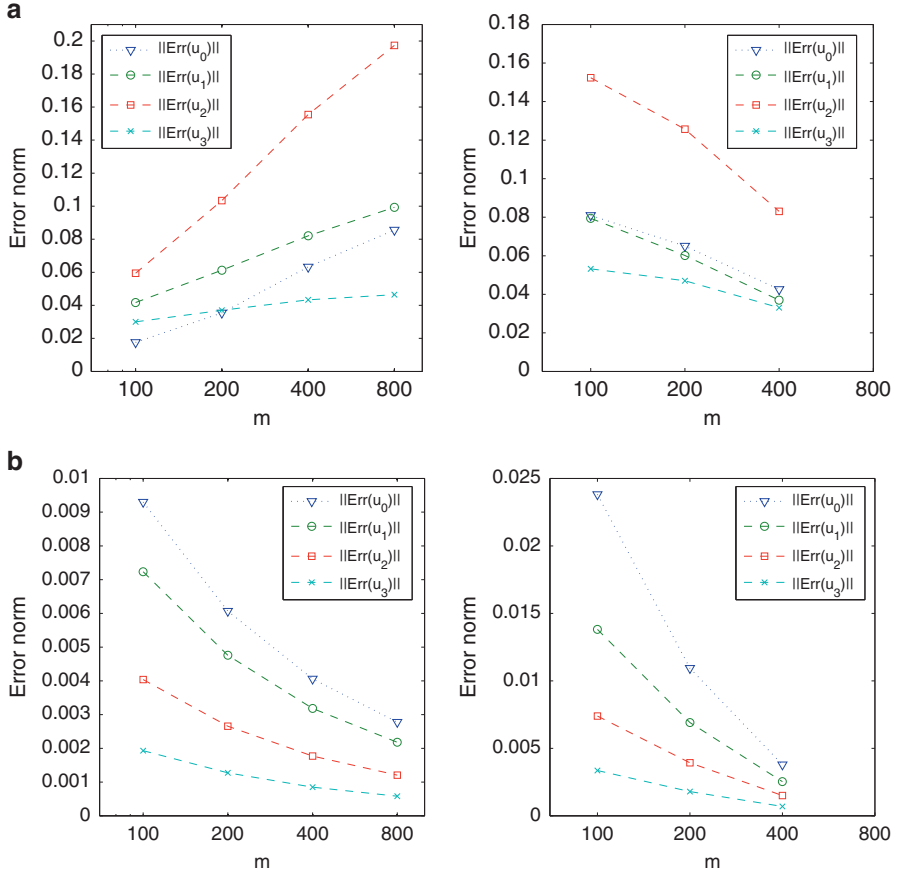 a
Error norm
0.2
0.18
0.16
0.14
0.12
0.1
0.08
0.06
0.04
0.02
0
||Err(u0)||
||Err(u1)||
||Err(u2)||
||Err(u3)||
100 200 400 800
m
Error norm
0.18
0.16
0.14
0.12
0.1
0.08
0.06
0.04
0.02
0
||Err(u0)||
||Err(u1)||
||Err(u2)||
||Err(u3)||
100 200 400 800
m
b
Error norm
0.01
0.009
0.008
0.007
0.006
0.005
0.004
0.003
0.002
0.001
0
||Err(u0)||
||Err(u1)||
||Err(u2)||
||Err(u3)||
100 200 400 800
m
Error norm
0.025
0.02
0.015
0.01
0.005
0
||Err(u0)||
||Err(u1)||
||Err(u2)||
||Err(u3)||
100 200 400 800
m